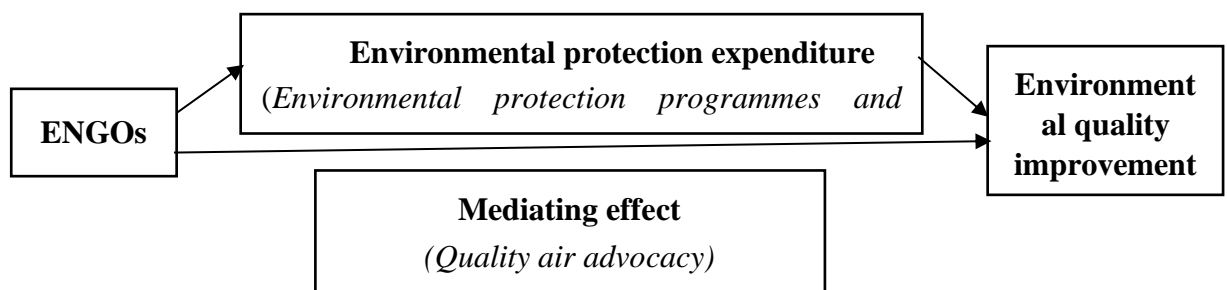 ENGOs
Environmental protection expenditure
(Environmental protection programmes and
Environment
al quality
improvement
Mediating effect
(Quality air advocacy)